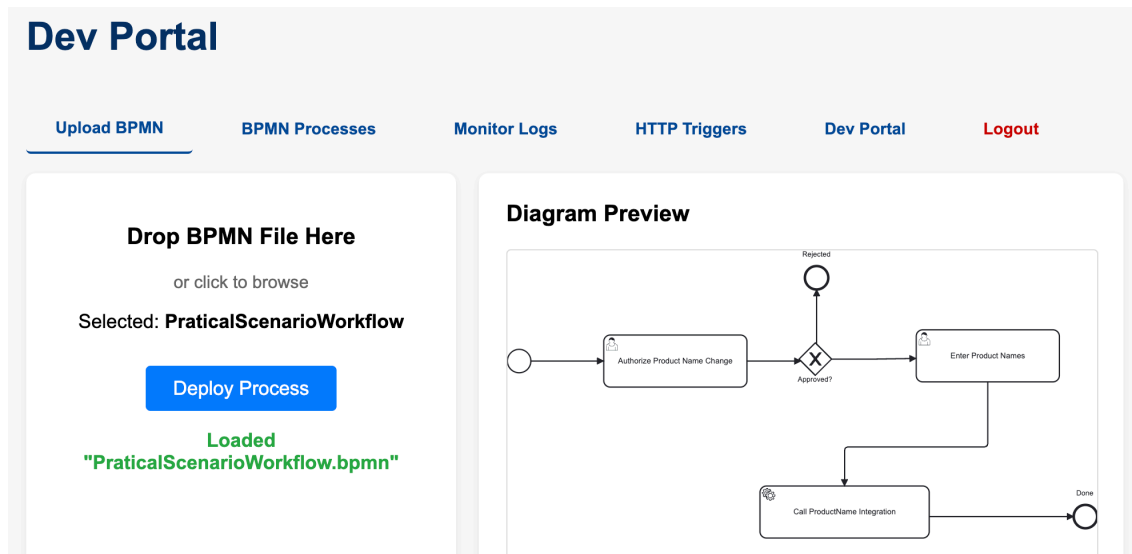 Dev Portal
Upload BPMN
BPMN Processes
Monitor Logs
HTTP Triggers
Dev Portal
Logout
Drop BPMN File Here
or click to browse
Selected: PraticalScenarioWorkflow
Deploy Process
Loaded
"PraticalScenarioWorkflow.bpmn"
Diagram Preview
Rejected
Authorize Product Name Change
X
Approved?
Enter Product Names
Call ProductName Integration
Done